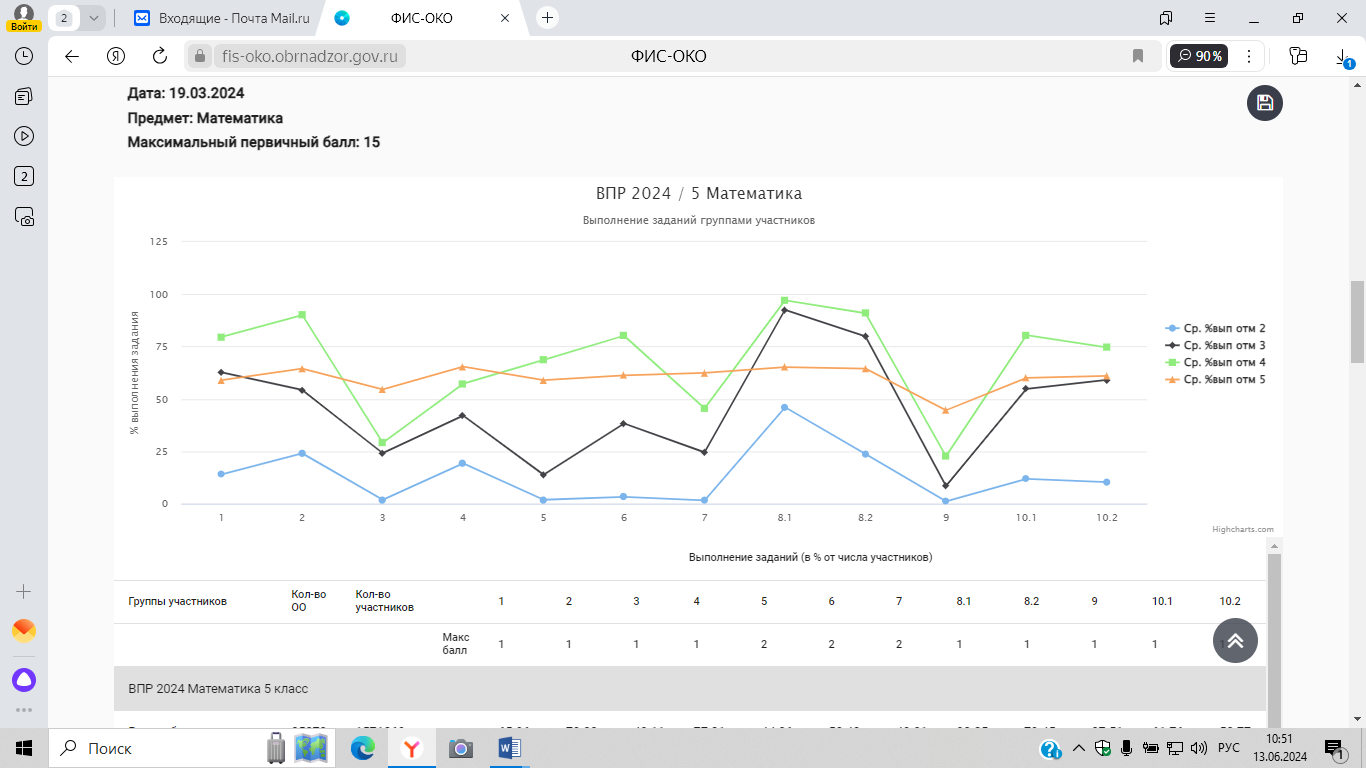 2
Входящие - Почта Mail.ru
ФИС-ОКО
Войти
fis-oko.obrnadzor.gov.ru
ФИС-ОКО
90%
1
2
Дата: 19.03.2024
Предмет: Математика
Максимальный первичный балл: 15
ВПР 2024 / 5 Математика
Выполнение заданий группами участников
% выполнения задания
125
100
75
50
25
0
1 2 3 4 5 6 7 8.1 8.2 9 10.1 10.2
Ср. %вып отм 2
Ср. %вып отм 3
Ср. %вып отм 4
Ср. %вып отм 5
Highcharts.com
Выполнение заданий (в % от числа участников)
Группы участников Кол-во ОО Кол-во участников 1 2 3 4 5 6 7 8.1 8.2 9 10.1 10.2
Макс балл 1 1 1 1 2 2 2 1 1 1 1
ВПР 2024 Математика 5 класс
Поиск
РУС
10:51
13.06.2024
1